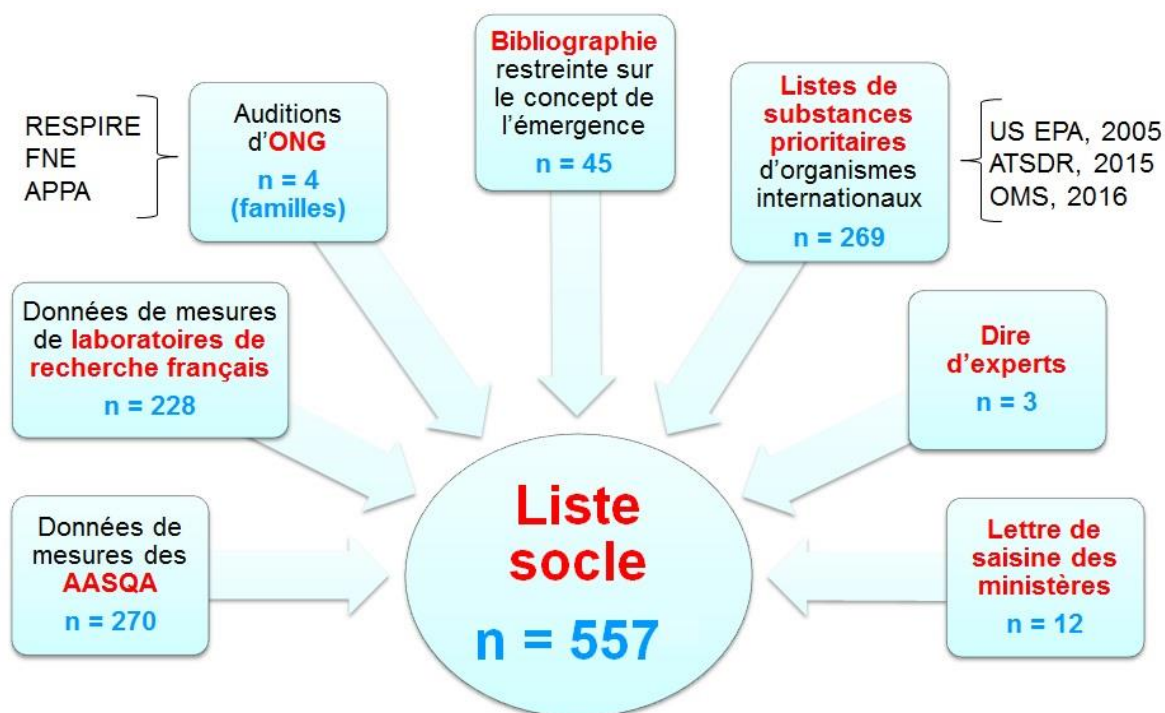 RESPIRE
FNE
APPA
Auditions
d’ONG
n = 4
(familles)
Bibliographie
restreinte sur
le concept de
l’émergence
n = 45
Listes de
substances
prioritaires
d’organismes
internationaux
n = 269
US EPA, 2005
ATSDR, 2015
OMS, 2016
Données de mesures
de laboratoires de
recherche français
n = 228
Dire
d’experts
n = 3
Données de
mesures des
AASQA
n = 270
Liste
socle
n = 557
Lettre de
saisine des
ministères
n = 12